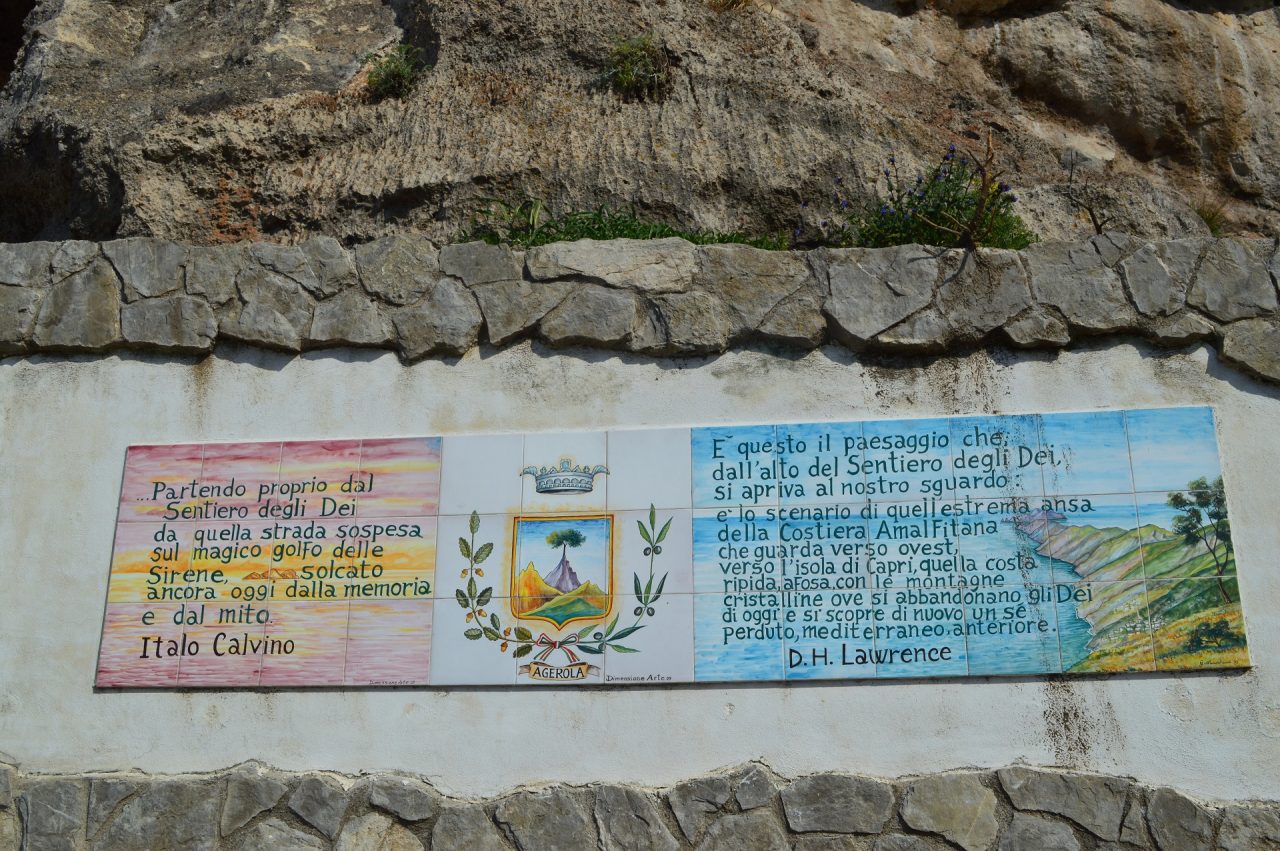 ...Partendo proprio dal
Sentiero degli Dei
da quella strada sospesa
sul magico golfo delle
Sirene, solcato
ancora oggi dalla memoria
e dal mito.
Italo Calvino
Dimensione Arte
AGEROLA
Dimensione Arte
E' questo il paesaggio che,
dall'alto del Sentiero degli Dei,
si apriva al nostro sguardo.
e' lo scenario di quell'estrema ansa
della Costiera Amalfitana
che guarda verso ovest,
verso l'isola di Capri, quella costa
ripida, afosa, con le montagne
cristalline ove si abbandonano gli Dei
di oggi e si scopre di nuovo un sé
perduto, mediterraneo, anteriore.
D.H. Lawrence